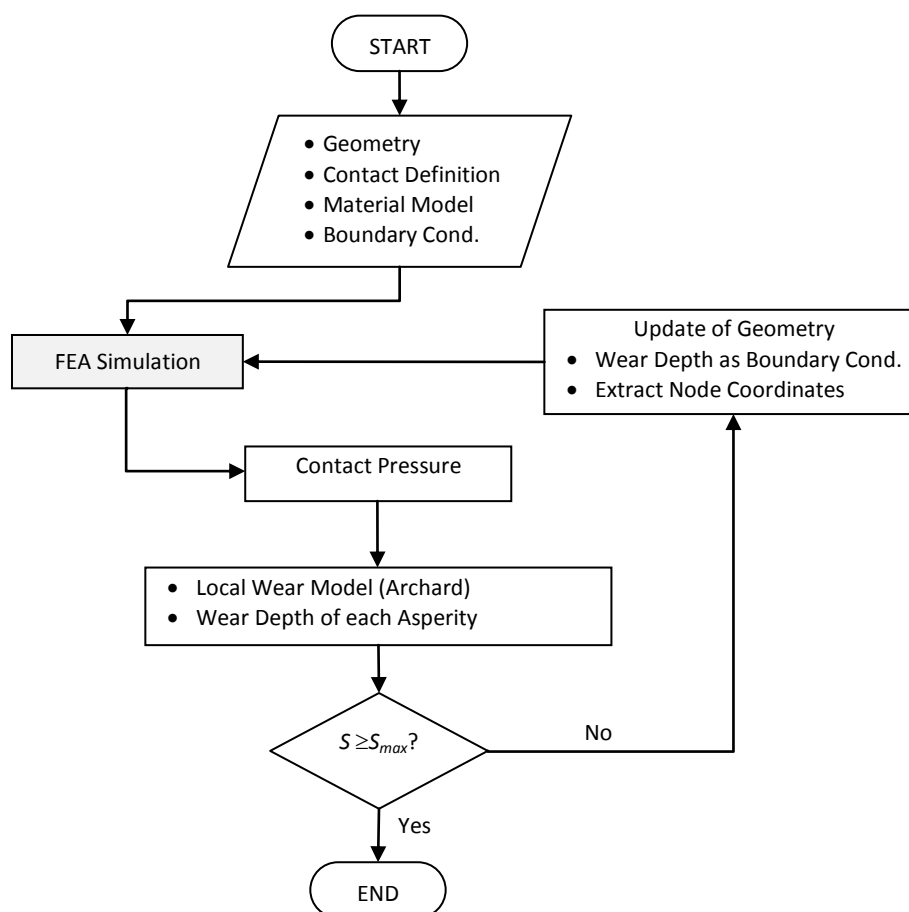 START
• Geometry
• Contact Definition
• Material Model
• Boundary Cond.
FEA Simulation
Update of Geometry
• Wear Depth as Boundary Cond.
• Extract Node Coordinates
Contact Pressure
• Local Wear Model (Archard)
• Wear Depth of each Asperity
S ≥Smax?
No
Yes
END